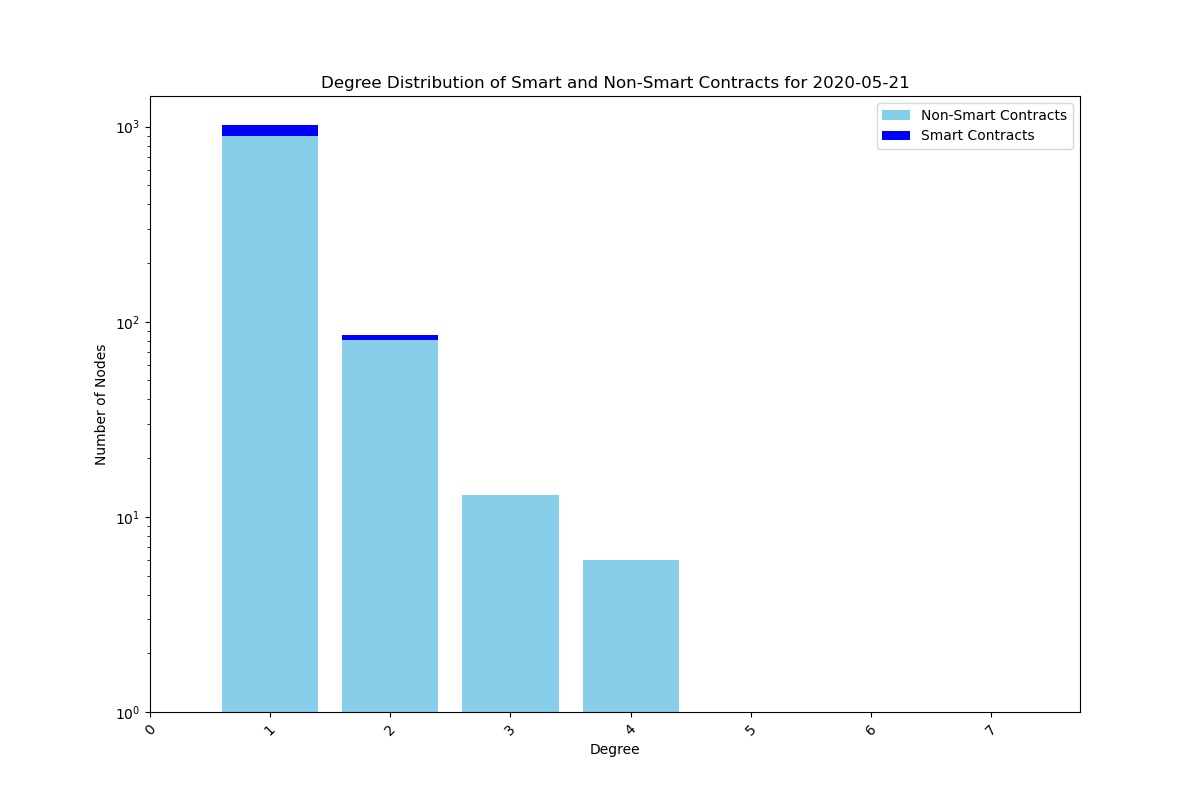 Degree Distribution of Smart and Non-Smart Contracts for 2020-05-21
Non-Smart Contracts
Smart Contracts
Number of Nodes
10³
10²
10¹
10⁰
0 1 2 3 4 5 6 7
Degree